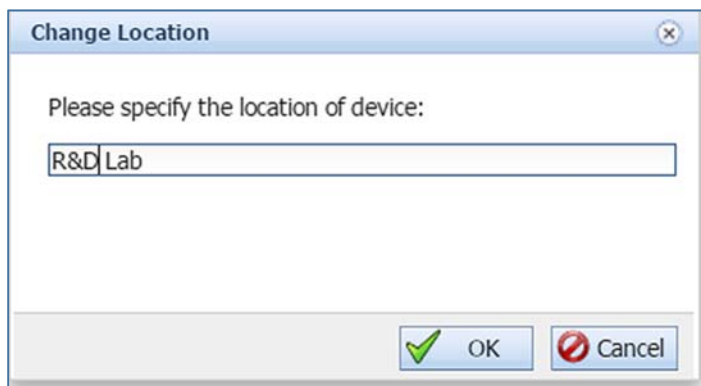 Change Location
Please specify the location of device:
R&D Lab
OK
Cancel